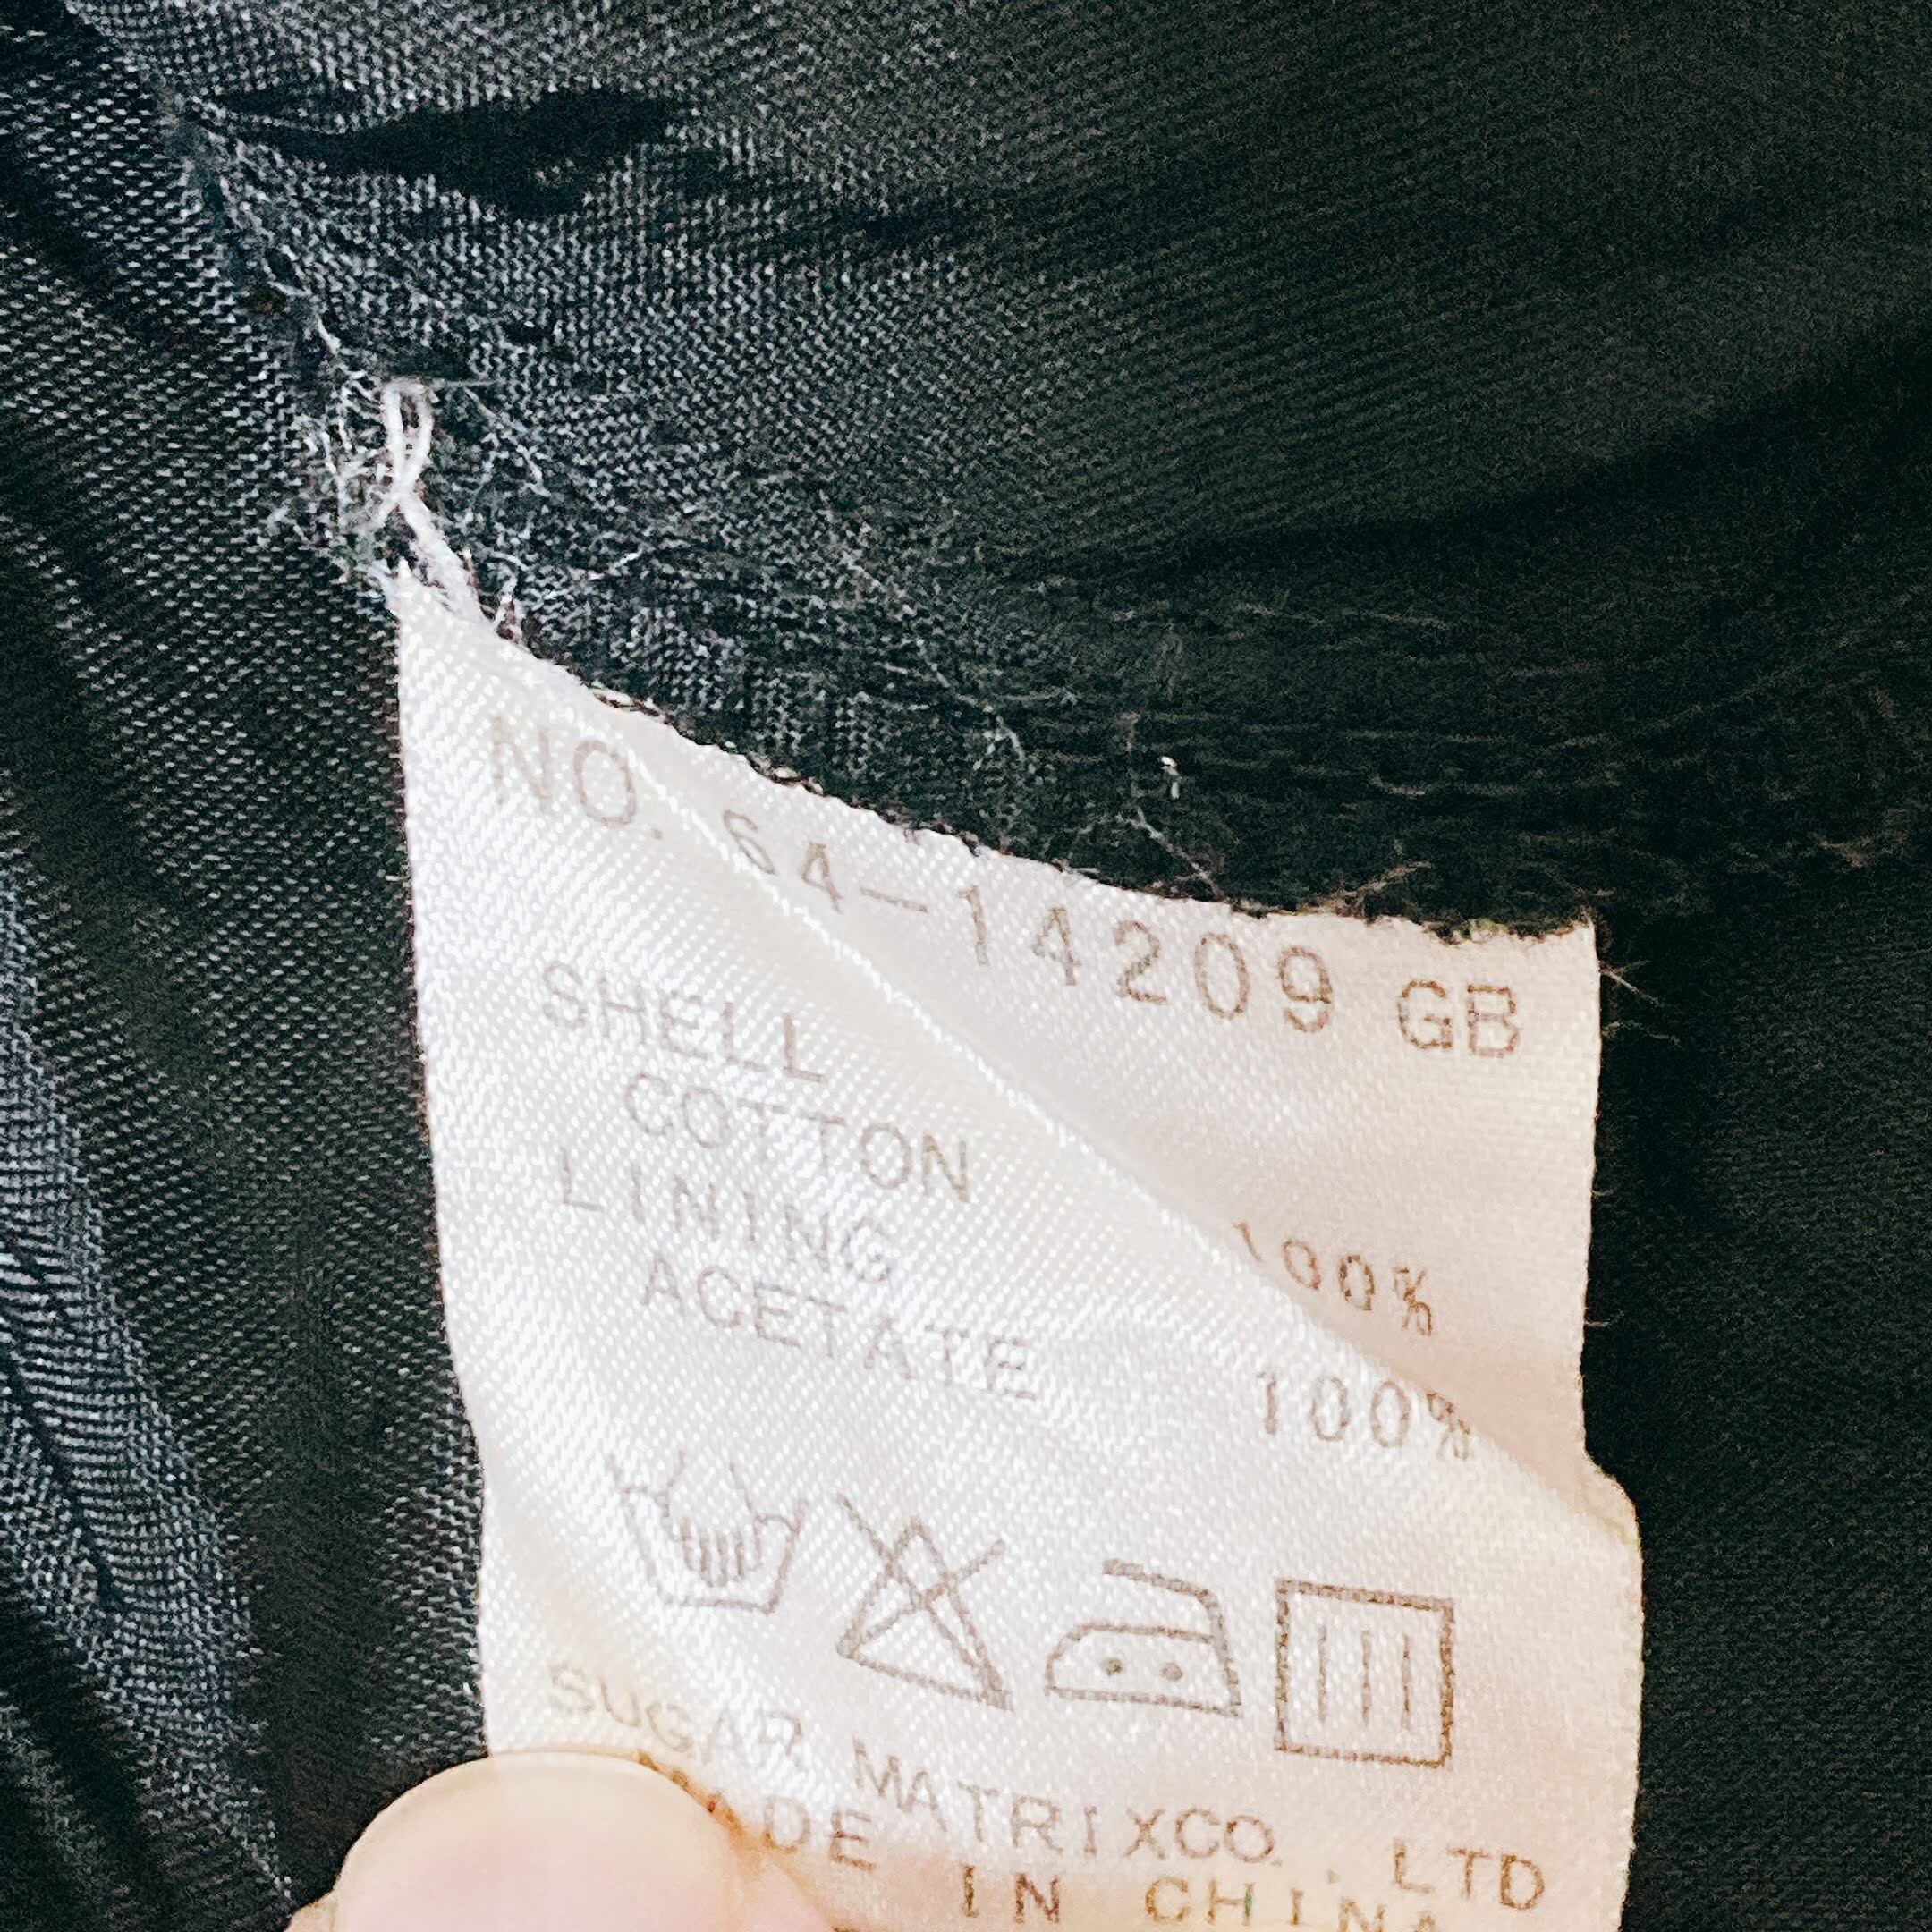 NO. 64-14209 GB
SHELL
COTTON 100%
LINING
ACETATE 100%
SUGAR MATRIXCO., LTD
MADE IN CHINA